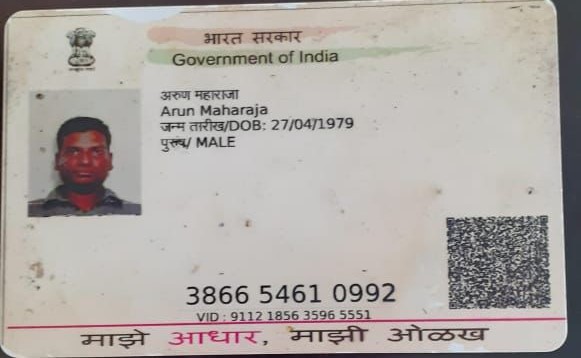 भारत सरकार
Government of India
अरुण महाराजा
Arun Maharaja
जन्म तारीख/DOB: 27/04/1979
पुरुष/ MALE
3866 5461 0992
VID : 9112 1856 3596 5551
माझे आधार, माझी ओळख